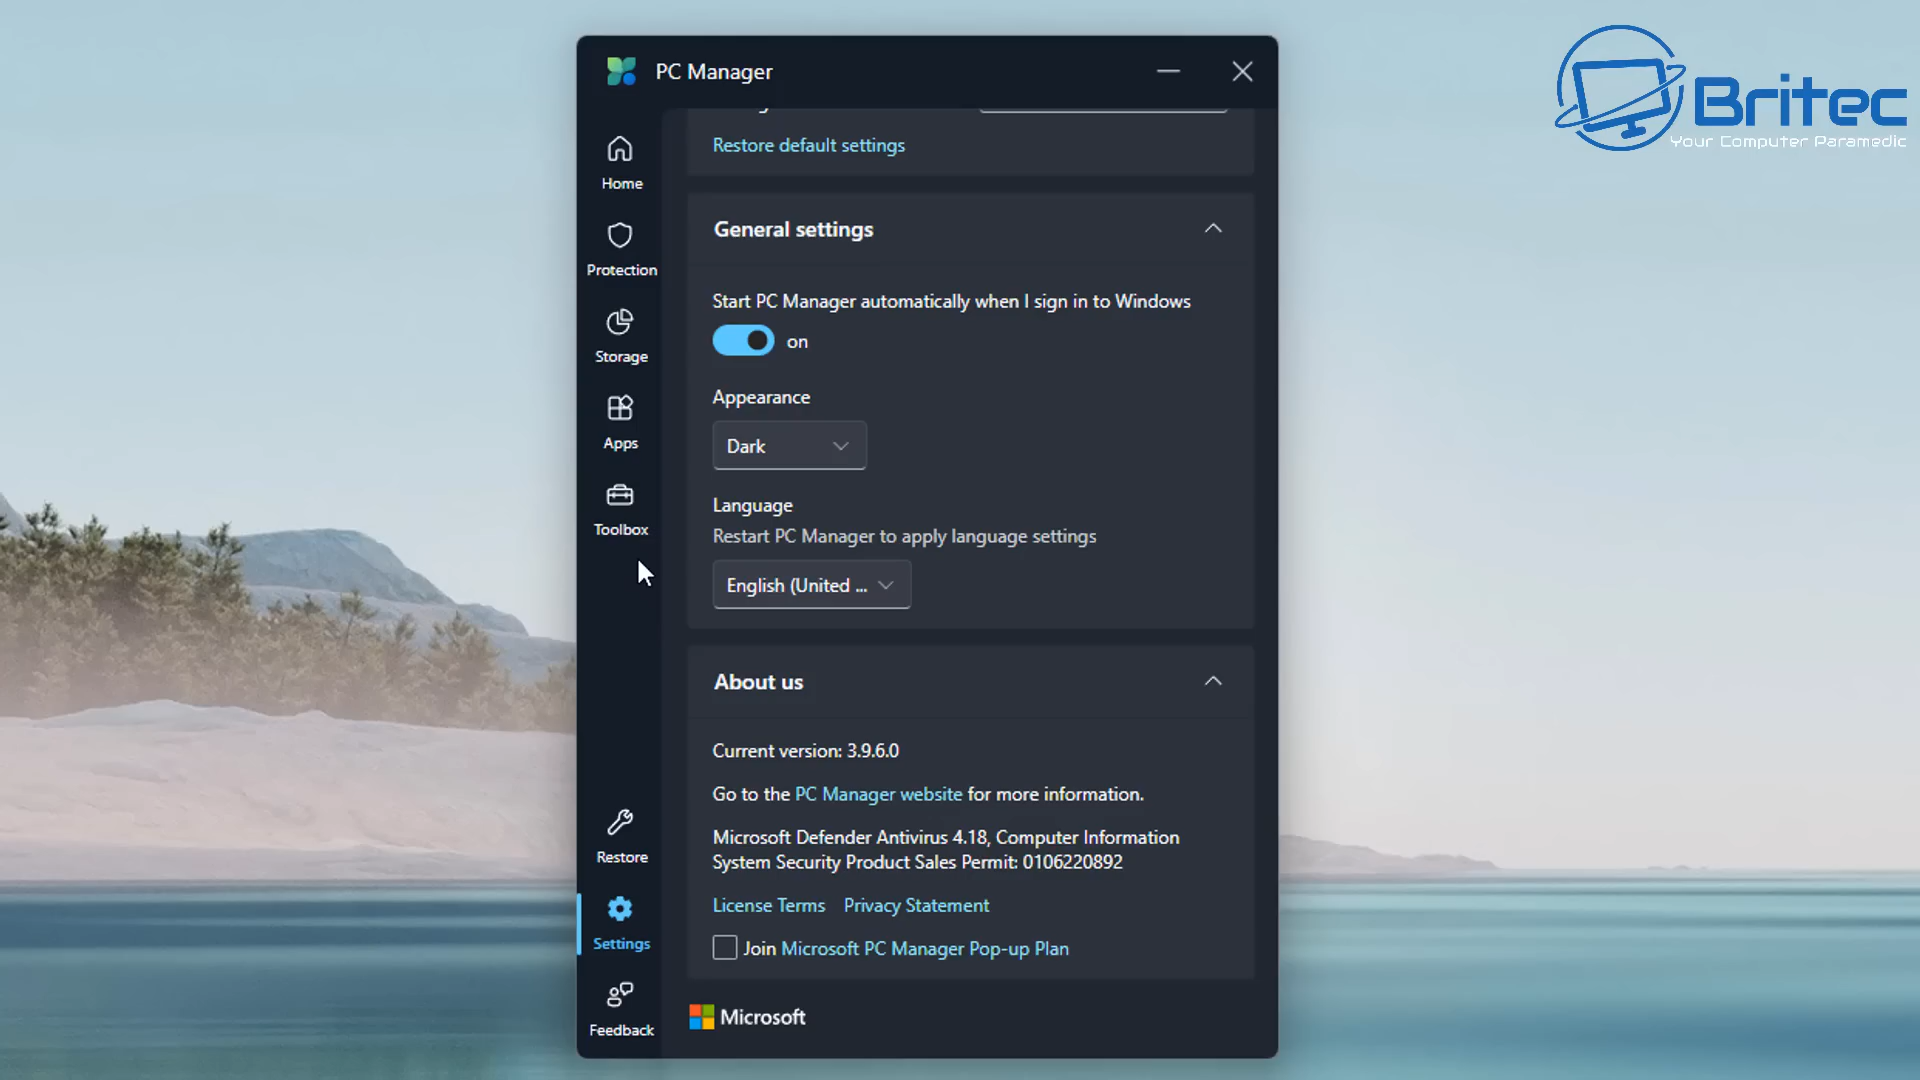 PC Manager
Britec
Your Computer Paramedic
Home
Protection
Storage
Apps
Toolbox
Restore
Settings
Feedback
Restore default settings
General settings
Start PC Manager automatically when I sign in to Windows
on
Appearance
Dark
Language
Restart PC Manager to apply language settings
English (United ...
About us
Current version: 3.9.6.0
Go to the PC Manager website for more information.
Microsoft Defender Antivirus 4.18, Computer Information
System Security Product Sales Permit: 0106220892
License Terms Privacy Statement
Join Microsoft PC Manager Pop-up Plan
Microsoft